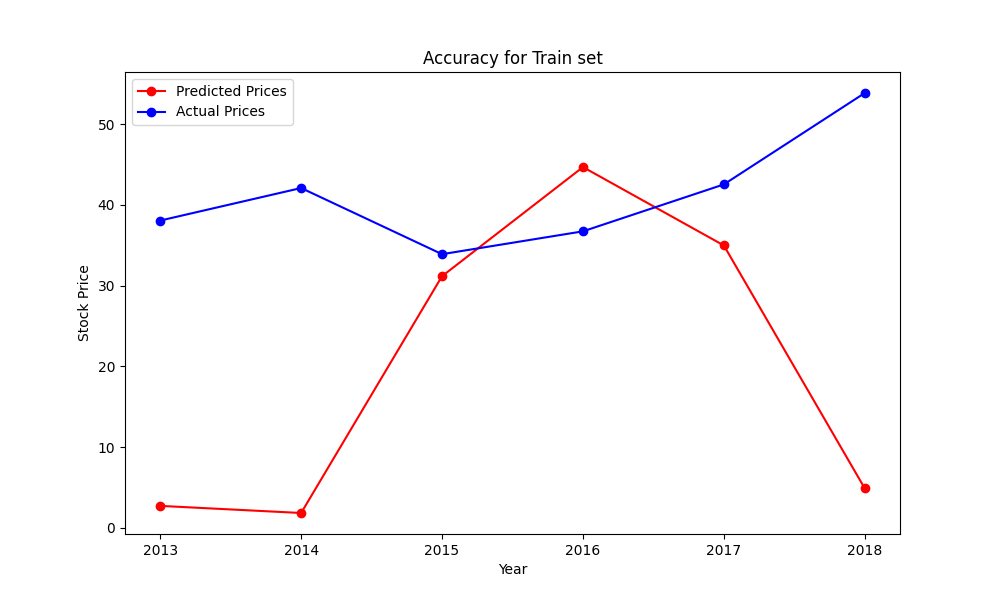 Accuracy for Train set
Predicted Prices
Actual Prices
50
40
30
20
10
0
Stock Price
2013 2014 2015 2016 2017 2018
Year